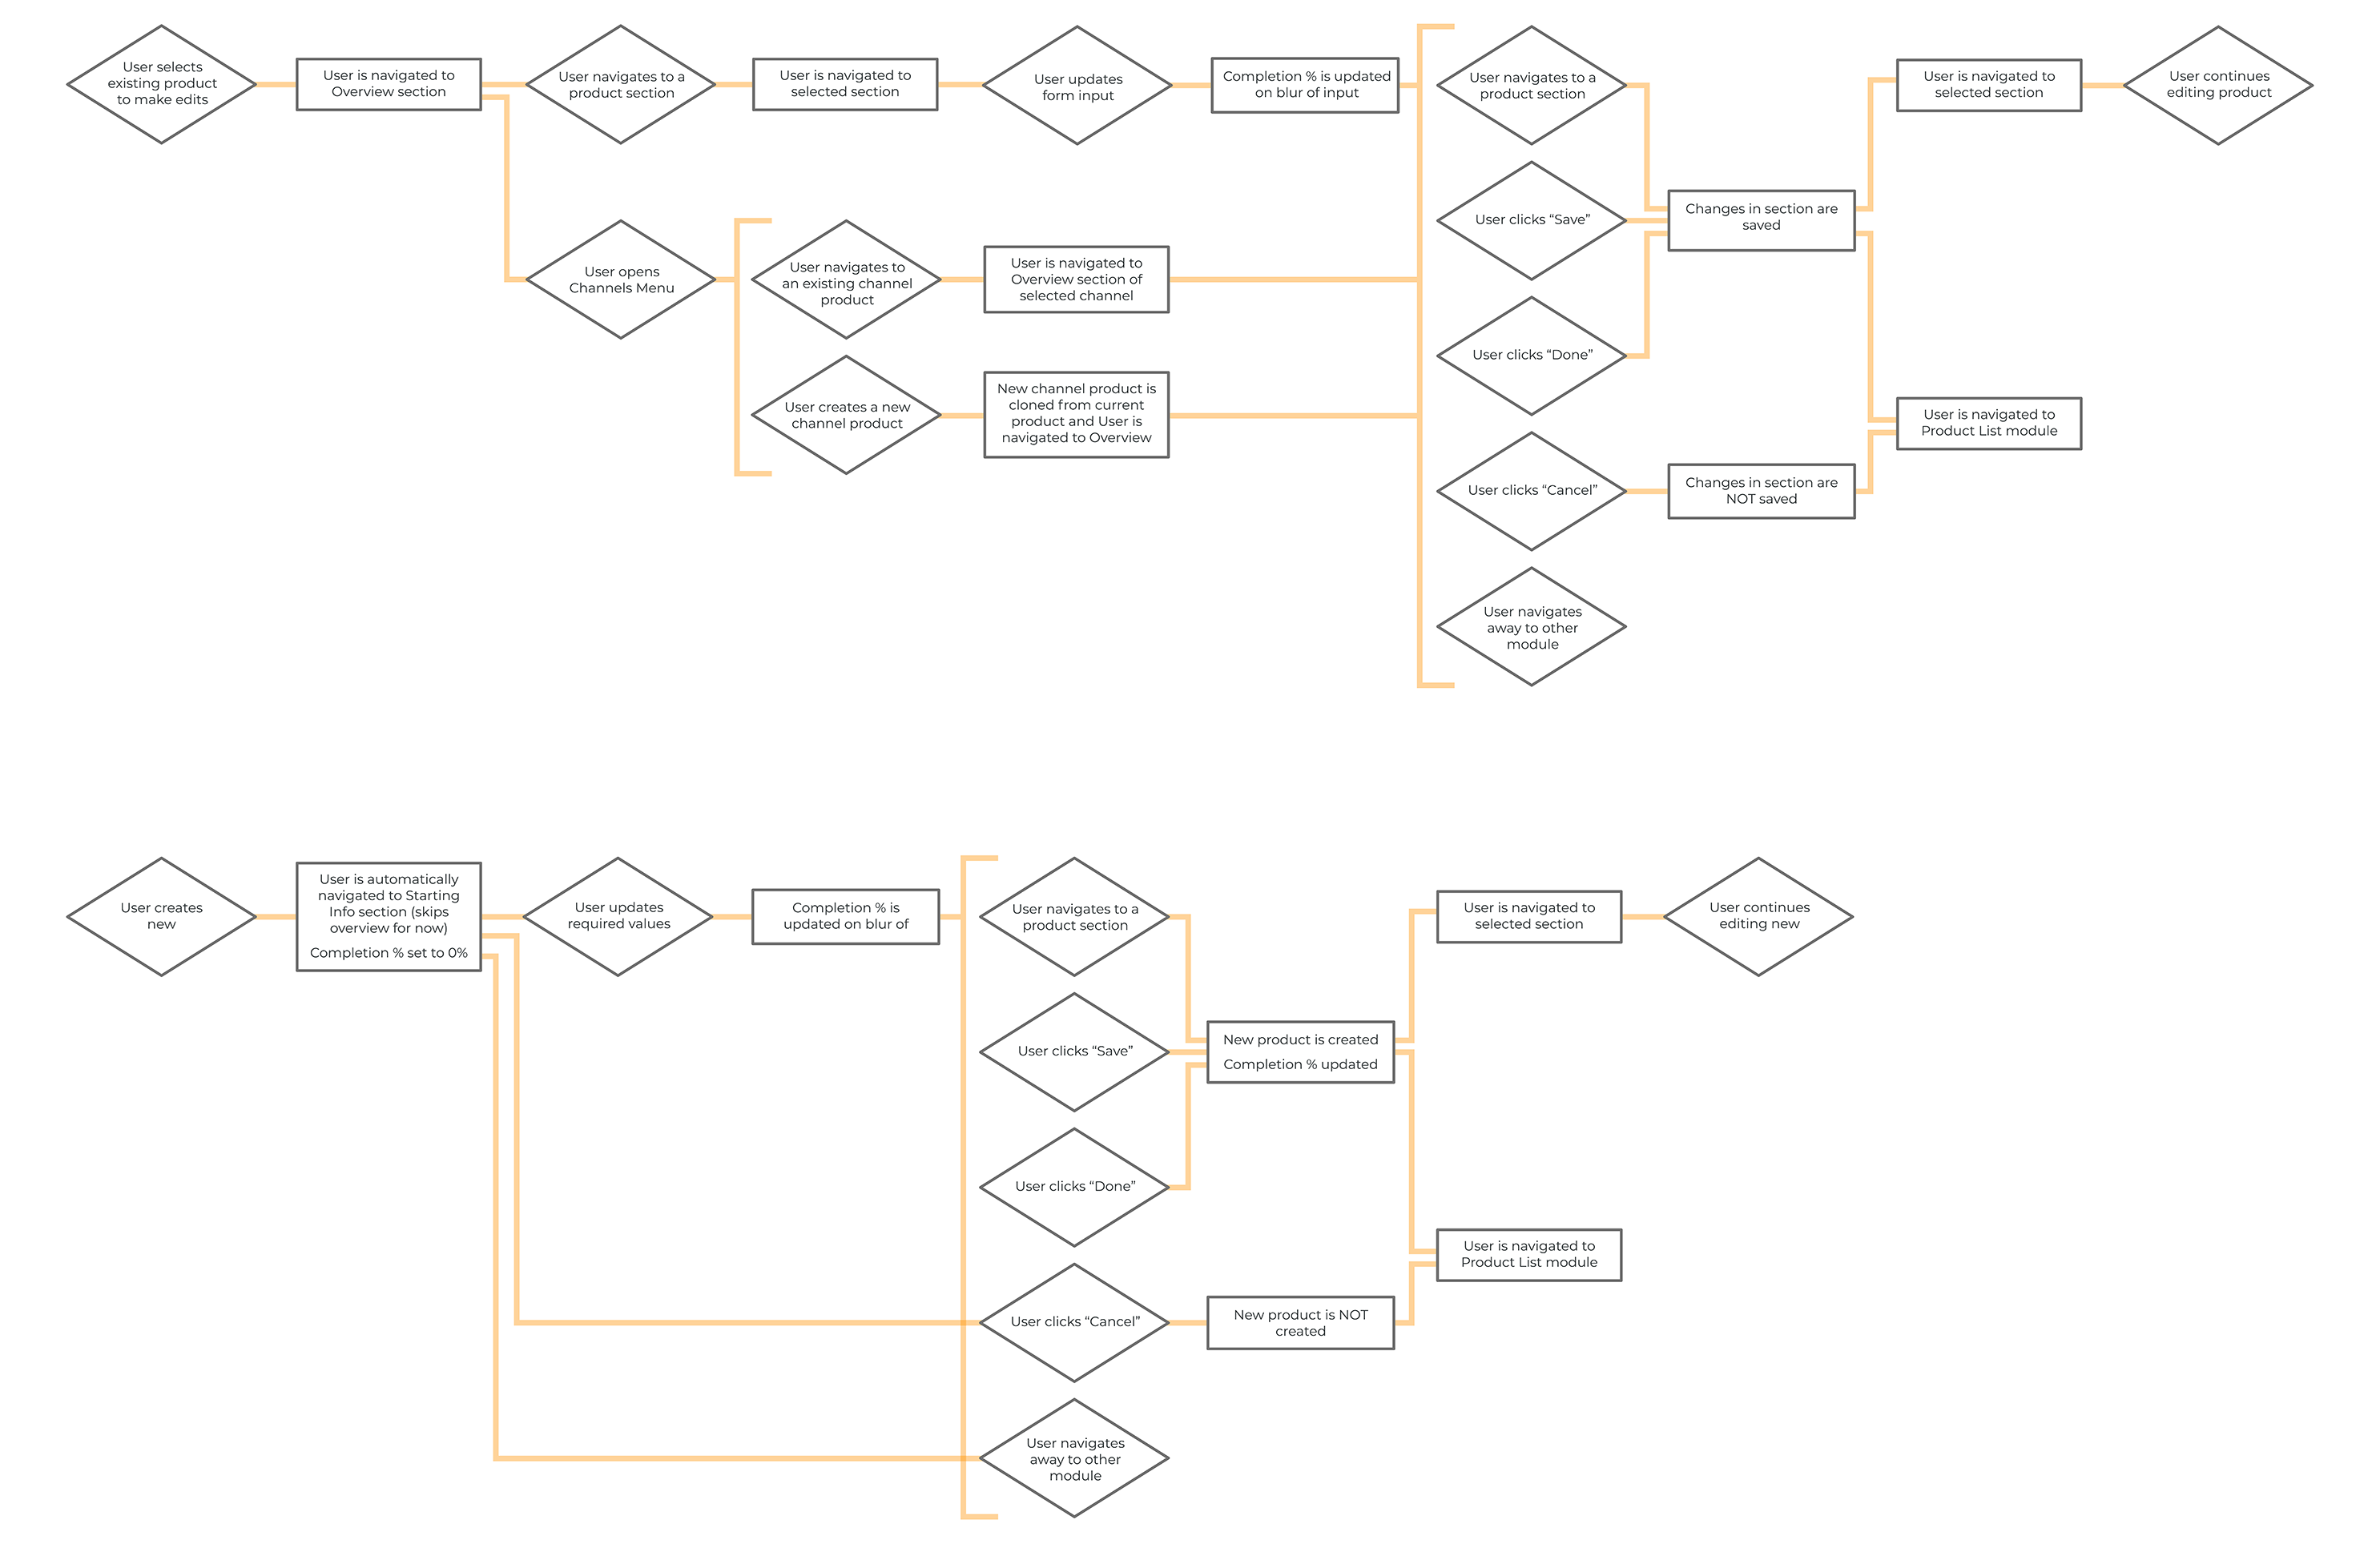 User selects
existing product
to make edits
User is navigated to
Overview section
User navigates to a
product section
User is navigated to
selected section
User updates
form input
Completion % is updated
on blur of input
User navigates to a
product section
User is navigated to
selected section
User continues
editing product
User clicks “Save”
Changes in section are
saved
User opens
Channels Menu
User navigates to
an existing channel
product
User is navigated to
Overview section of
selected channel
User clicks “Done”
User creates a new
channel product
New channel product is
cloned from current
product and User is
navigated to Overview
User is navigated to
Product List module
User clicks “Cancel”
Changes in section are
NOT saved
User navigates
away to other
module
User creates
new
User is automatically
navigated to Starting
Info section (skips
overview for now)
Completion % set to 0%
User updates
required values
Completion % is
updated on blur of
User navigates to a
product section
User is navigated to
selected section
User continues
editing new
User clicks “Save”
New product is created
Completion % updated
User clicks “Done”
User is navigated to
Product List module
User clicks “Cancel”
New product is NOT
created
User navigates
away to other
module